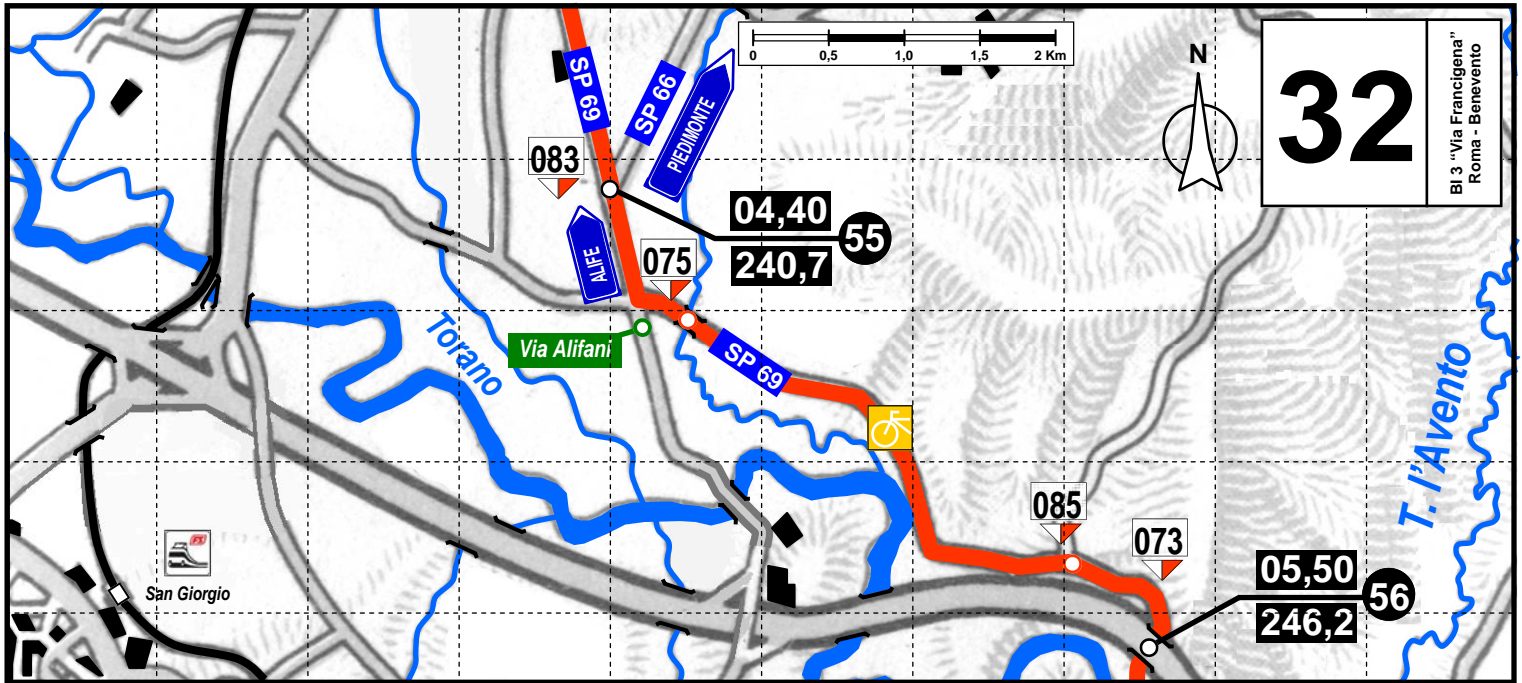 0 0,5 1,0 1,5 2 Km
N
32
BI 3 “Via Francigena”
Roma - Benevento
SP 69
SP 66
PIEDIMONTE
083
04,40
55
240,7
ALIFE
075
Via Alifani
SP 69
Torano
T. l'Avento
085
073
05,50
56
246,2
FS
San Giorgio